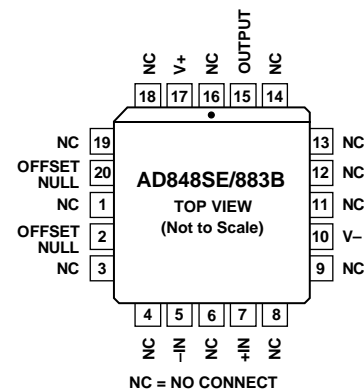 NC
V+
NC
OUTPUT
NC
18
17
16
15
14
NC 19
OFFSET
NULL 20
NC 1
OFFSET
NULL 2
NC 3
AD848SE/883B
TOP VIEW
(Not to Scale)
13 NC
12 NC
11 NC
10 V–
9 NC
4
5
6
7
8
NC
–IN
NC
+IN
NC
NC = NO CONNECT